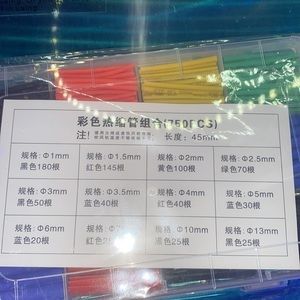 彩色热缩管组合(750PCS)
注! 长度: 45mm
规格: Φ1mm 规格: Φ1.5mm 规格: Φ2mm 规格: Φ2.5mm
黑色180根 红色145根 黄色100根 绿色70根
规格: Φ3mm 规格: Φ3.5mm 规格: Φ4mm 规格: Φ5mm
黑色50根 蓝色40根 红色40根 蓝色30根
规格: Φ6mm 规格: Φ10mm 规格: Φ13mm
蓝色20根 红色 黑色25根 黑色25根